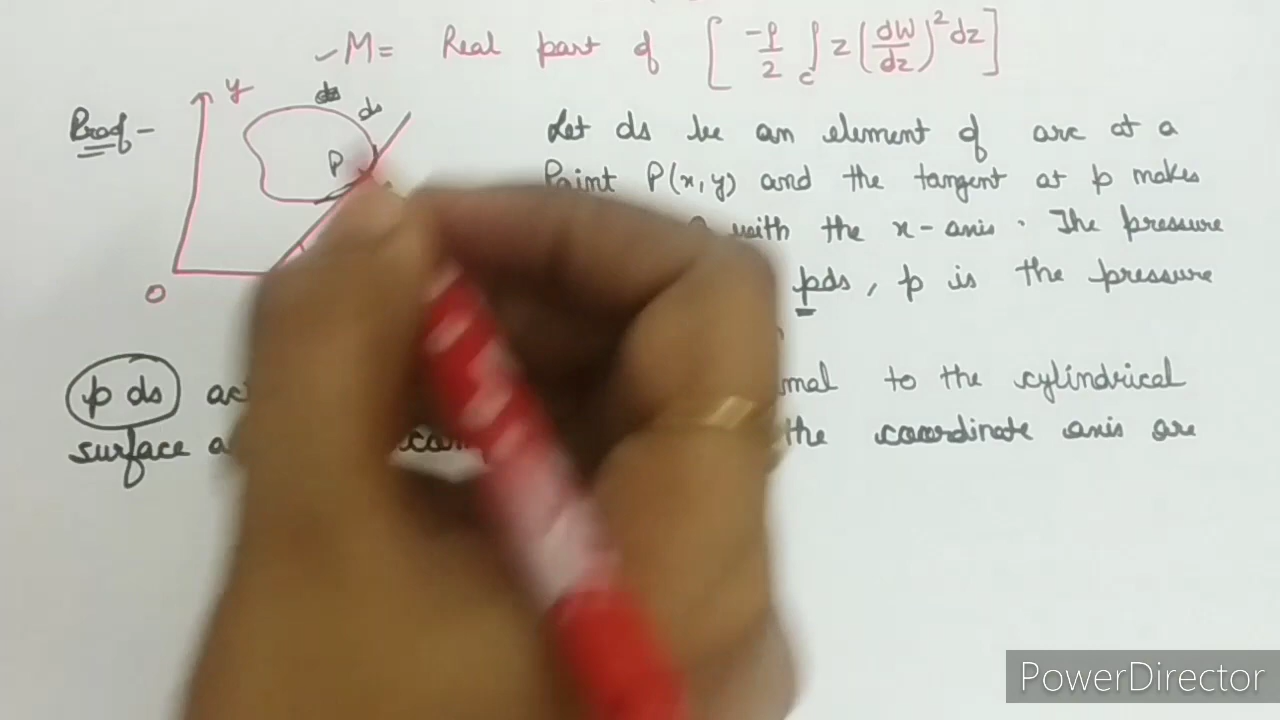 M = Real part of [ -ρ/2 ∫c z (dw/dz)² dz ]
y
ds
Proof -
P
O
Let ds be an element of arc at a
Point P(x, y) and the tangent at p makes
with the x-axis. The pressure
pds, p is the pressure
p ds
to the cylindrical
surface
the coordinate axis are
PowerDirector